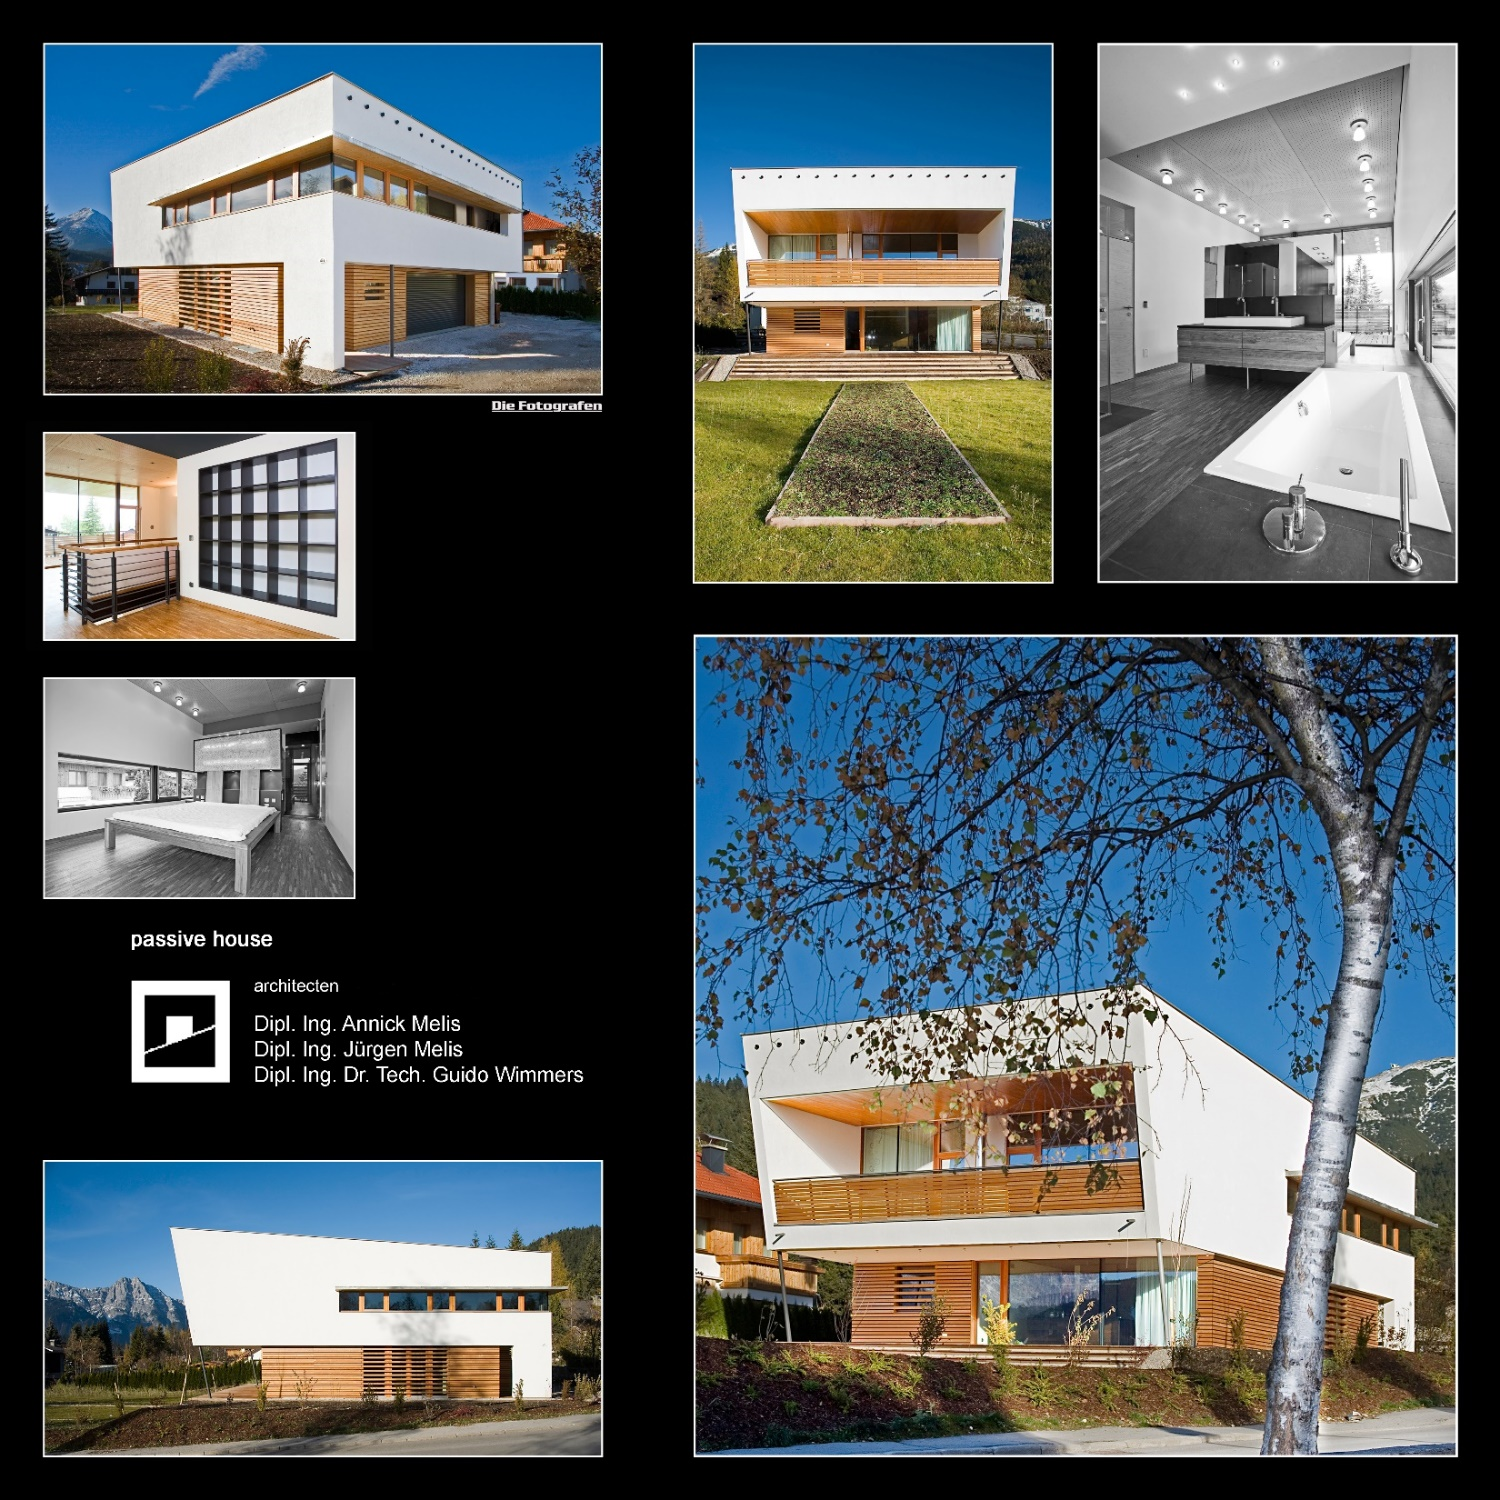 Die Fotografen
passive house
architecten
Dipl. Ing. Annick Melis
Dipl. Ing. Jürgen Melis
Dipl. Ing. Dr. Tech. Guido Wimmers